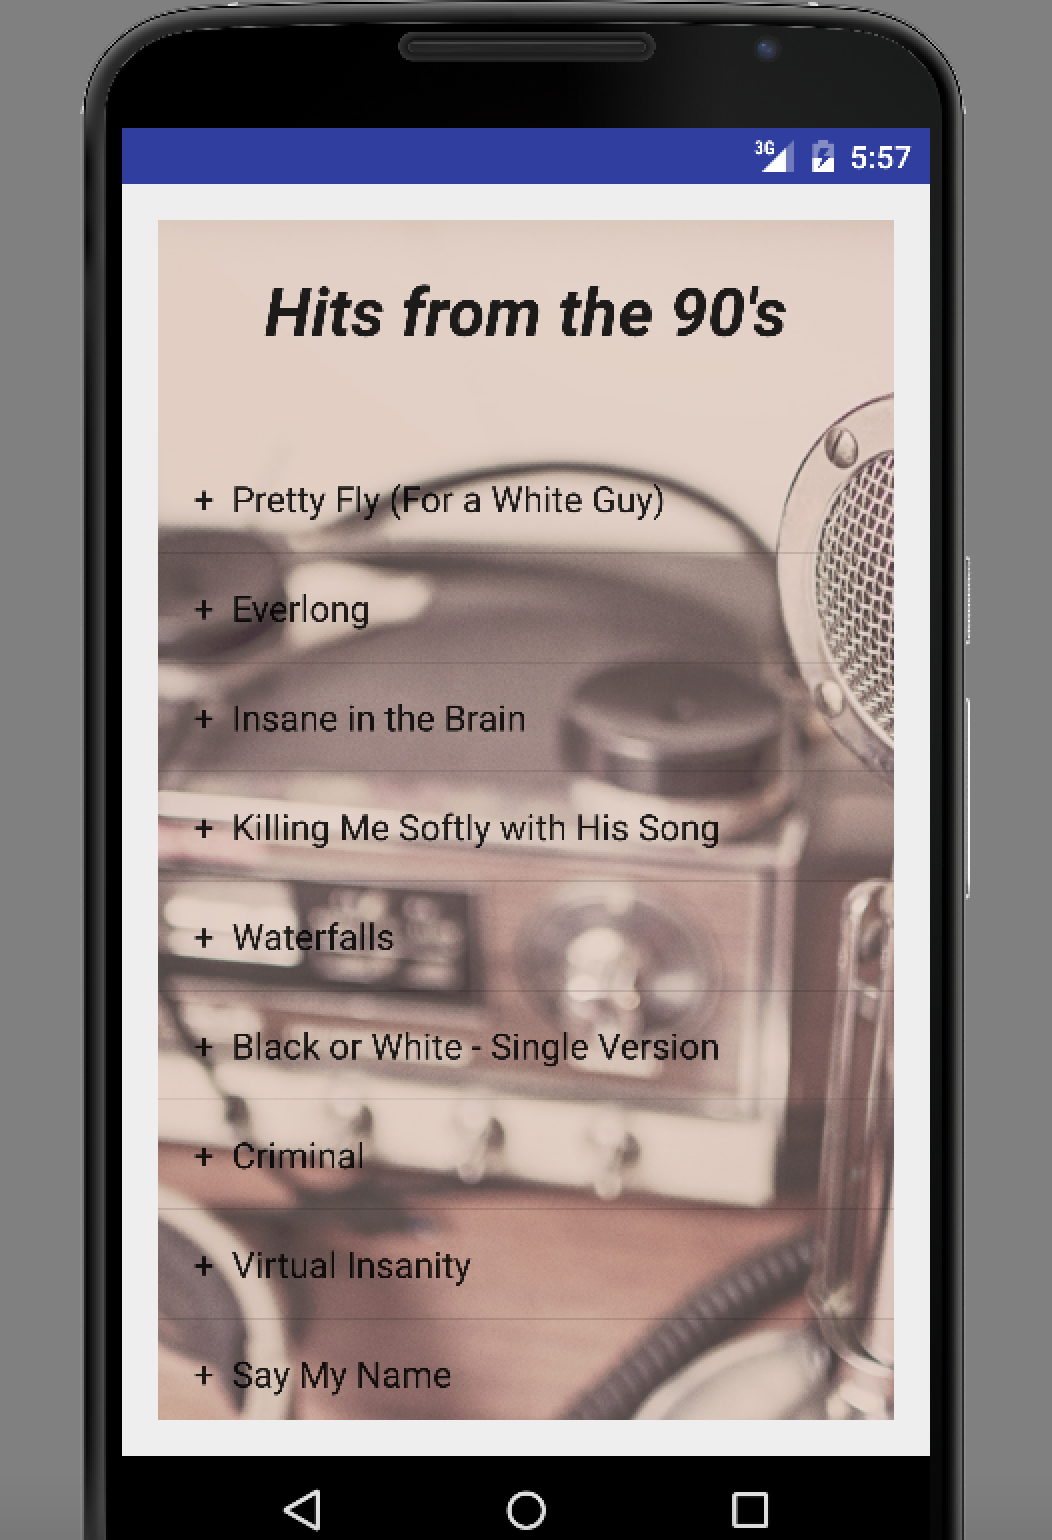 3G 5:57
Hits from the 90's
+ Pretty Fly (For a White Guy)
+ Everlong
+ Insane in the Brain
+ Killing Me Softly with His Song
+ Waterfalls
+ Black or White - Single Version
+ Criminal
+ Virtual Insanity
+ Say My Name